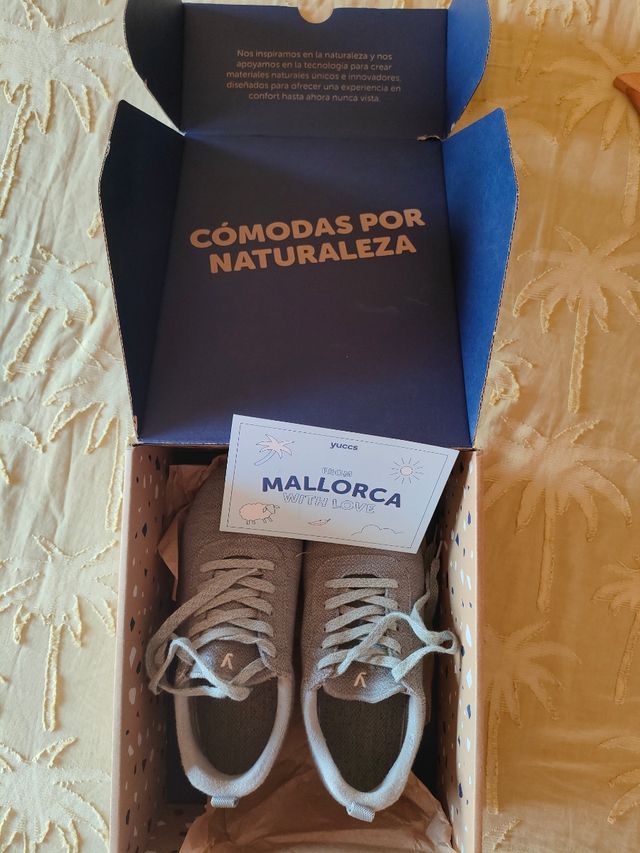 Nos inspiramos en la naturaleza y nos
apoyamos en la tecnología para crear
materiales naturales únicos e innovadores,
diseñados para ofrecer una experiencia en
confort hasta ahora nunca vista.
CÓMODAS POR
NATURALEZA
yuccs
FROM
MALLORCA
WITH LOVE
y y